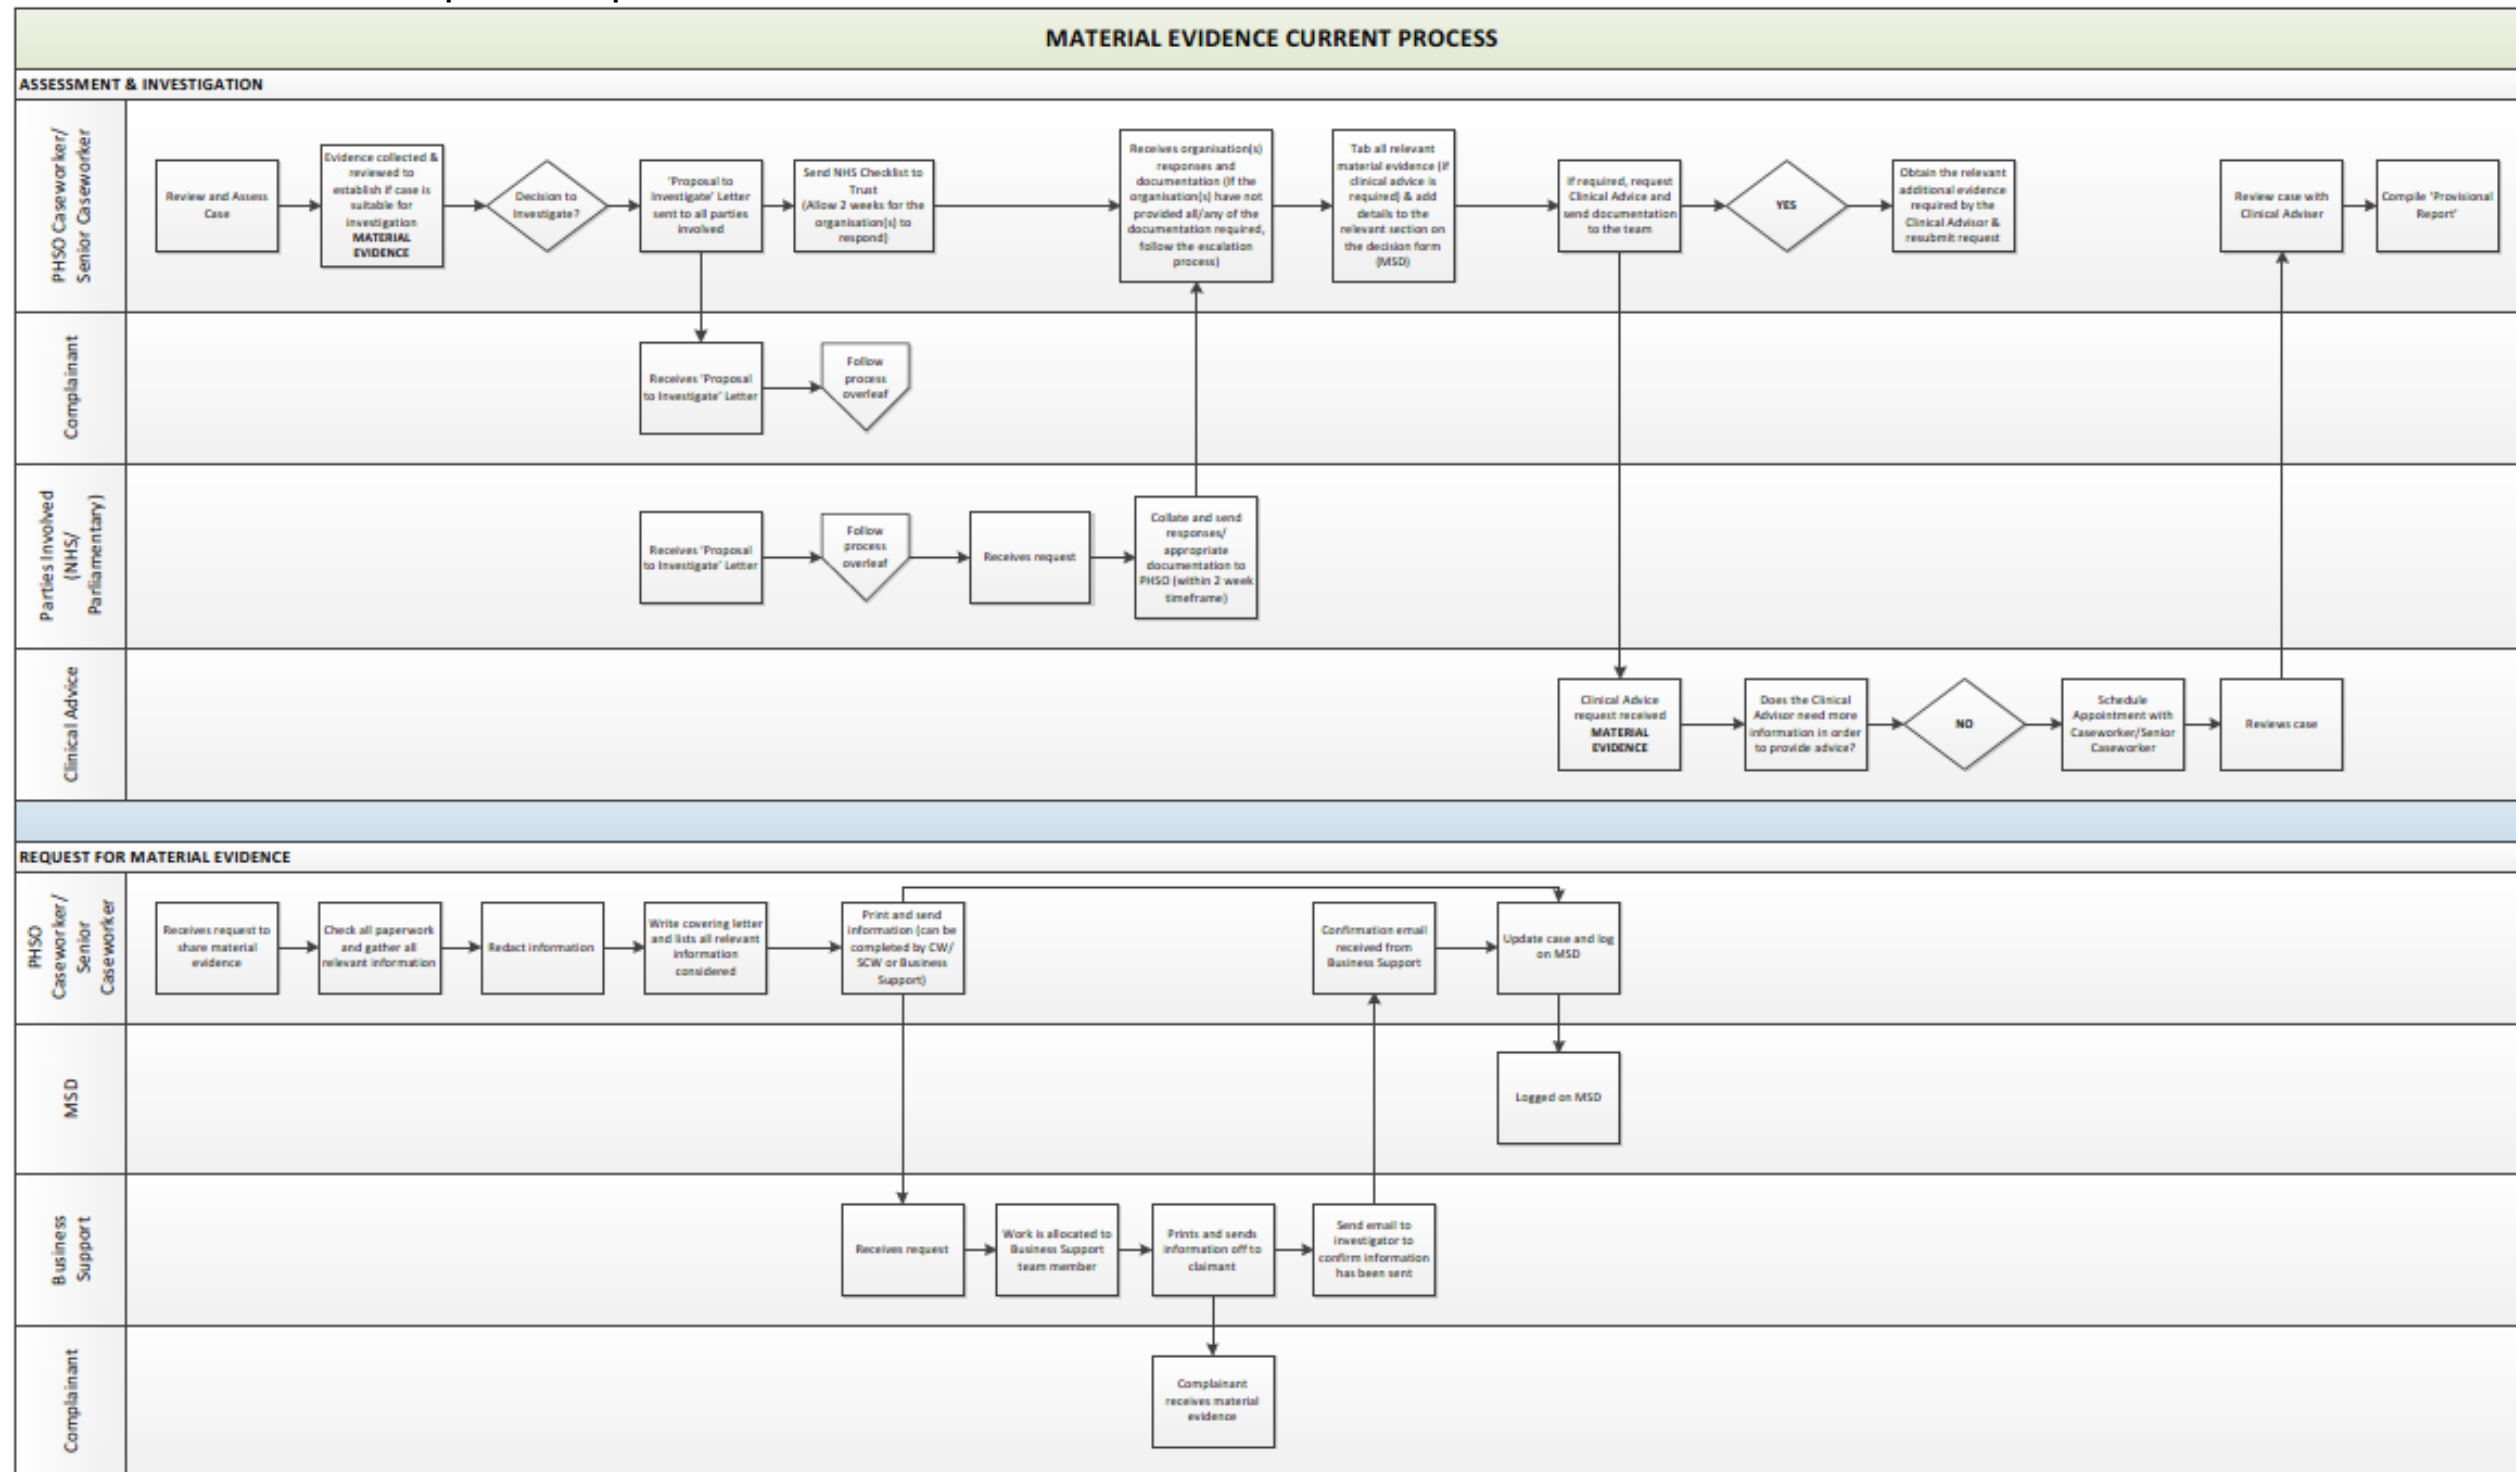 MATERIAL EVIDENCE CURRENT PROCESS
ASSESSMENT & INVESTIGATION
PHSO Caseworker/
Senior Caseworker
Review and Assess
Case
Evidence collected &
reviewed to
establish if case is
suitable for
investigation
MATERIAL
EVIDENCE
Decision to
Investigate?
'Proposal to
Investigate' Letter
sent to all parties
involved
Send NHS Checklist to
Trust
(Allow 2 weeks for the
organisation(s) to
respond)
Receives organisation(s)
responses and
documentation (If the
organisation(s) have not
provided all/any of the
documentation required,
follow the escalation
process)
Tab all relevant
material evidence (if
clinical advice is
required) & add
details to the
relevant section on
the decision form
(MSD)
If required, request
Clinical Advice and
send documentation
to the team
YES
Obtain the relevant
additional evidence
required by the
Clinical Advisor &
resubmit request
Review case with
Clinical Adviser
Compile 'Provisional
Report'
Complainant
Receives 'Proposal
to Investigate' Letter
Follow
process
overleaf
Parties Involved
(NHS/
Parliamentary)
Receives 'Proposal
to Investigate' Letter
Follow
process
overleaf
Receives request
Collate and send
responses/
appropriate
documentation to
PHSO (within 2 week
timeframe)
Clinical Advice
Clinical Advice
request received
MATERIAL
EVIDENCE
Does the Clinical
Advisor need more
information in order
to provide advice?
NO
Schedule
Appointment with
Caseworker/Senior
Caseworker
Reviews case
REQUEST FOR MATERIAL EVIDENCE
PHSO
Caseworker/
Senior
Caseworker
Receives request to
share material
evidence
Check all paperwork
and gather all
relevant information
Redact information
Write covering letter
and lists all relevant
information
considered
Print and send
information (can be
completed by CW/
SCW or Business
Support)
Confirmation email
received from
Business Support
Update case and log
on MSD
MSD
Logged on MSD
Business
Support
Receives request
Work is allocated to
Business Support
team member
Prints and sends
information off to
claimant
Send email to
investigator to
confirm information
has been sent
Complainant
Complainant
receives material
evidence